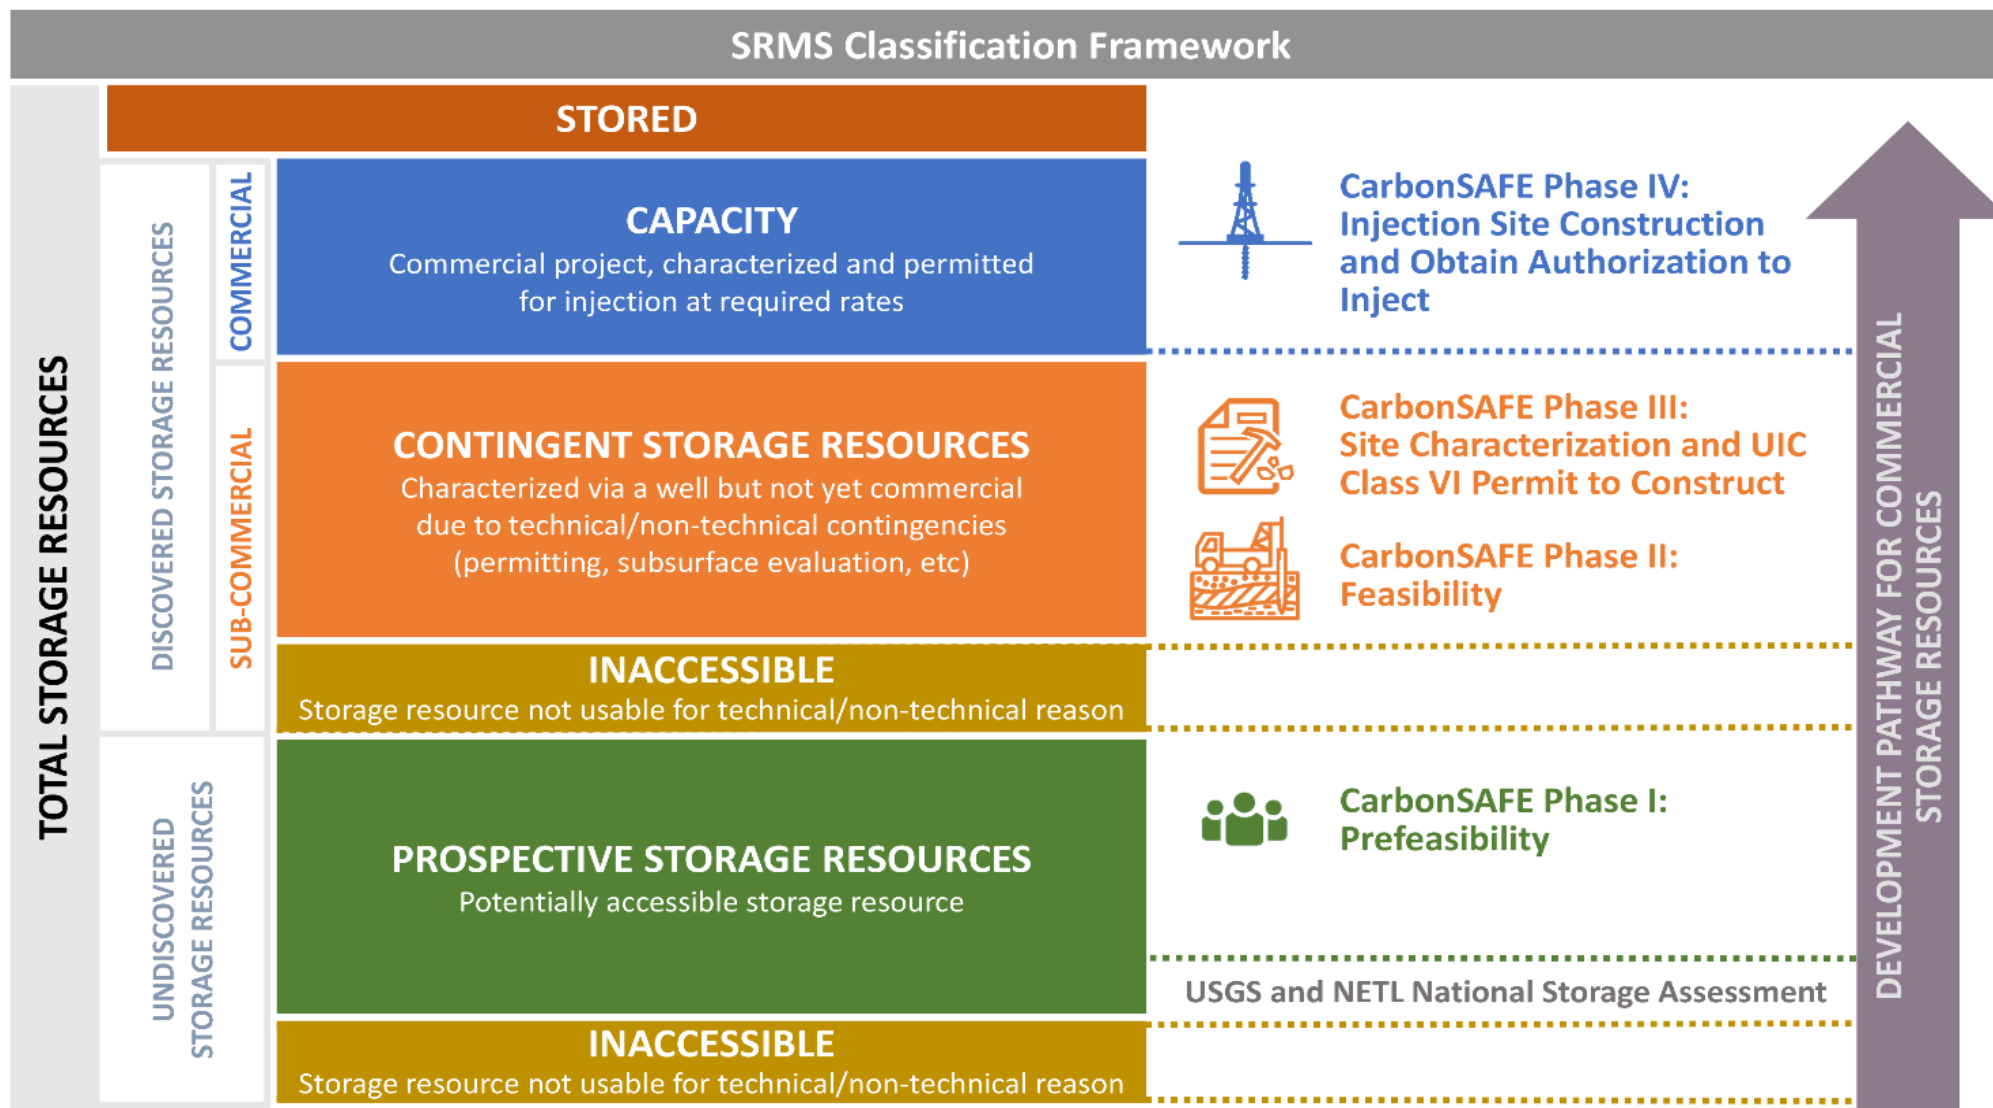 SRMS Classification Framework
TOTAL STORAGE RESOURCES
STORED
DISCOVERED STORAGE RESOURCES
COMMERCIAL
CAPACITY
Commercial project, characterized and permitted
for injection at required rates
CarbonSAFE Phase IV:
Injection Site Construction
and Obtain Authorization to
Inject
SUB-COMMERCIAL
CONTINGENT STORAGE RESOURCES
Characterized via a well but not yet commercial
due to technical/non-technical contingencies
(permitting, subsurface evaluation, etc)
CarbonSAFE Phase III:
Site Characterization and UIC
Class VI Permit to Construct
CarbonSAFE Phase II:
Feasibility
INACCESSIBLE
Storage resource not usable for technical/non-technical reason
UNDISCOVERED
STORAGE RESOURCES
PROSPECTIVE STORAGE RESOURCES
Potentially accessible storage resource
CarbonSAFE Phase I:
Prefeasibility
USGS and NETL National Storage Assessment
INACCESSIBLE
Storage resource not usable for technical/non-technical reason
DEVELOPMENT PATHWAY FOR COMMERCIAL
STORAGE RESOURCES